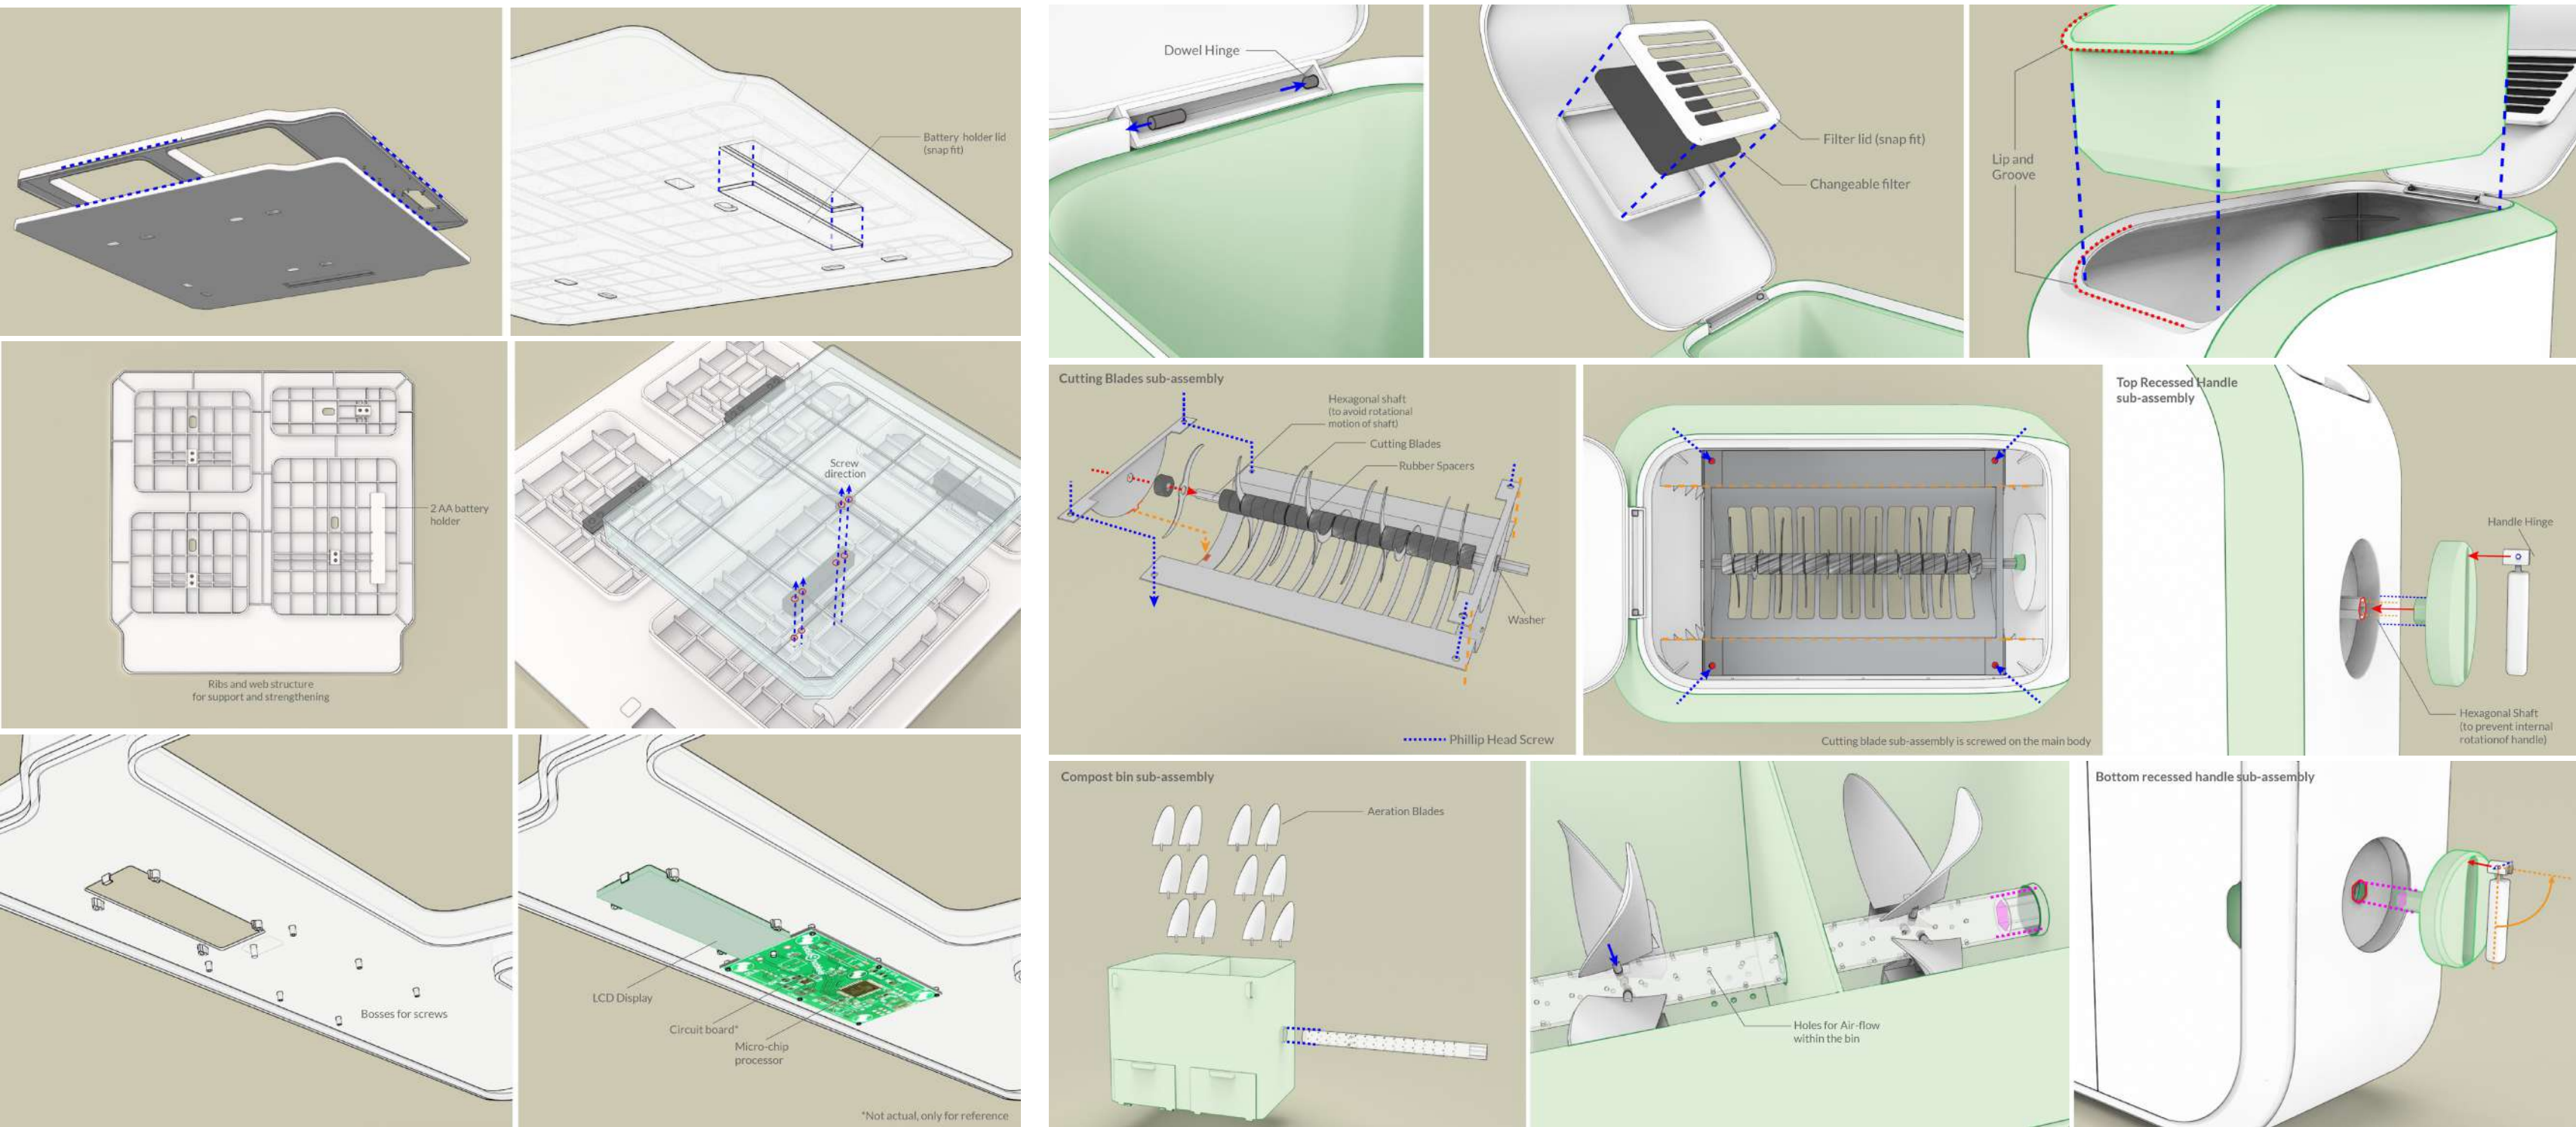 Battery holder lid
(snap fit)
2 AA battery
holder
Ribs and web structure
for support and strengthening
Screw
direction
Bosses for screws
LCD Display
Circuit board*
Micro-chip
processor
*Not actual, only for reference
Dowel Hinge
Filter lid (snap fit)
Changeable filter
Lip and
Groove
Cutting Blades sub-assembly
Hexagonal shaft
(to avoid rotational
motion of shaft)
Cutting Blades
Rubber Spacers
Washer
Phillip Head Screw
Cutting blade sub-assembly is screwed on the main body
Top Recessed Handle
sub-assembly
Handle Hinge
Hexagonal Shaft
(to prevent internal
rotationof handle)
Compost bin sub-assembly
Aeration Blades
Holes for Air-flow
within the bin
Bottom recessed handle sub-assembly